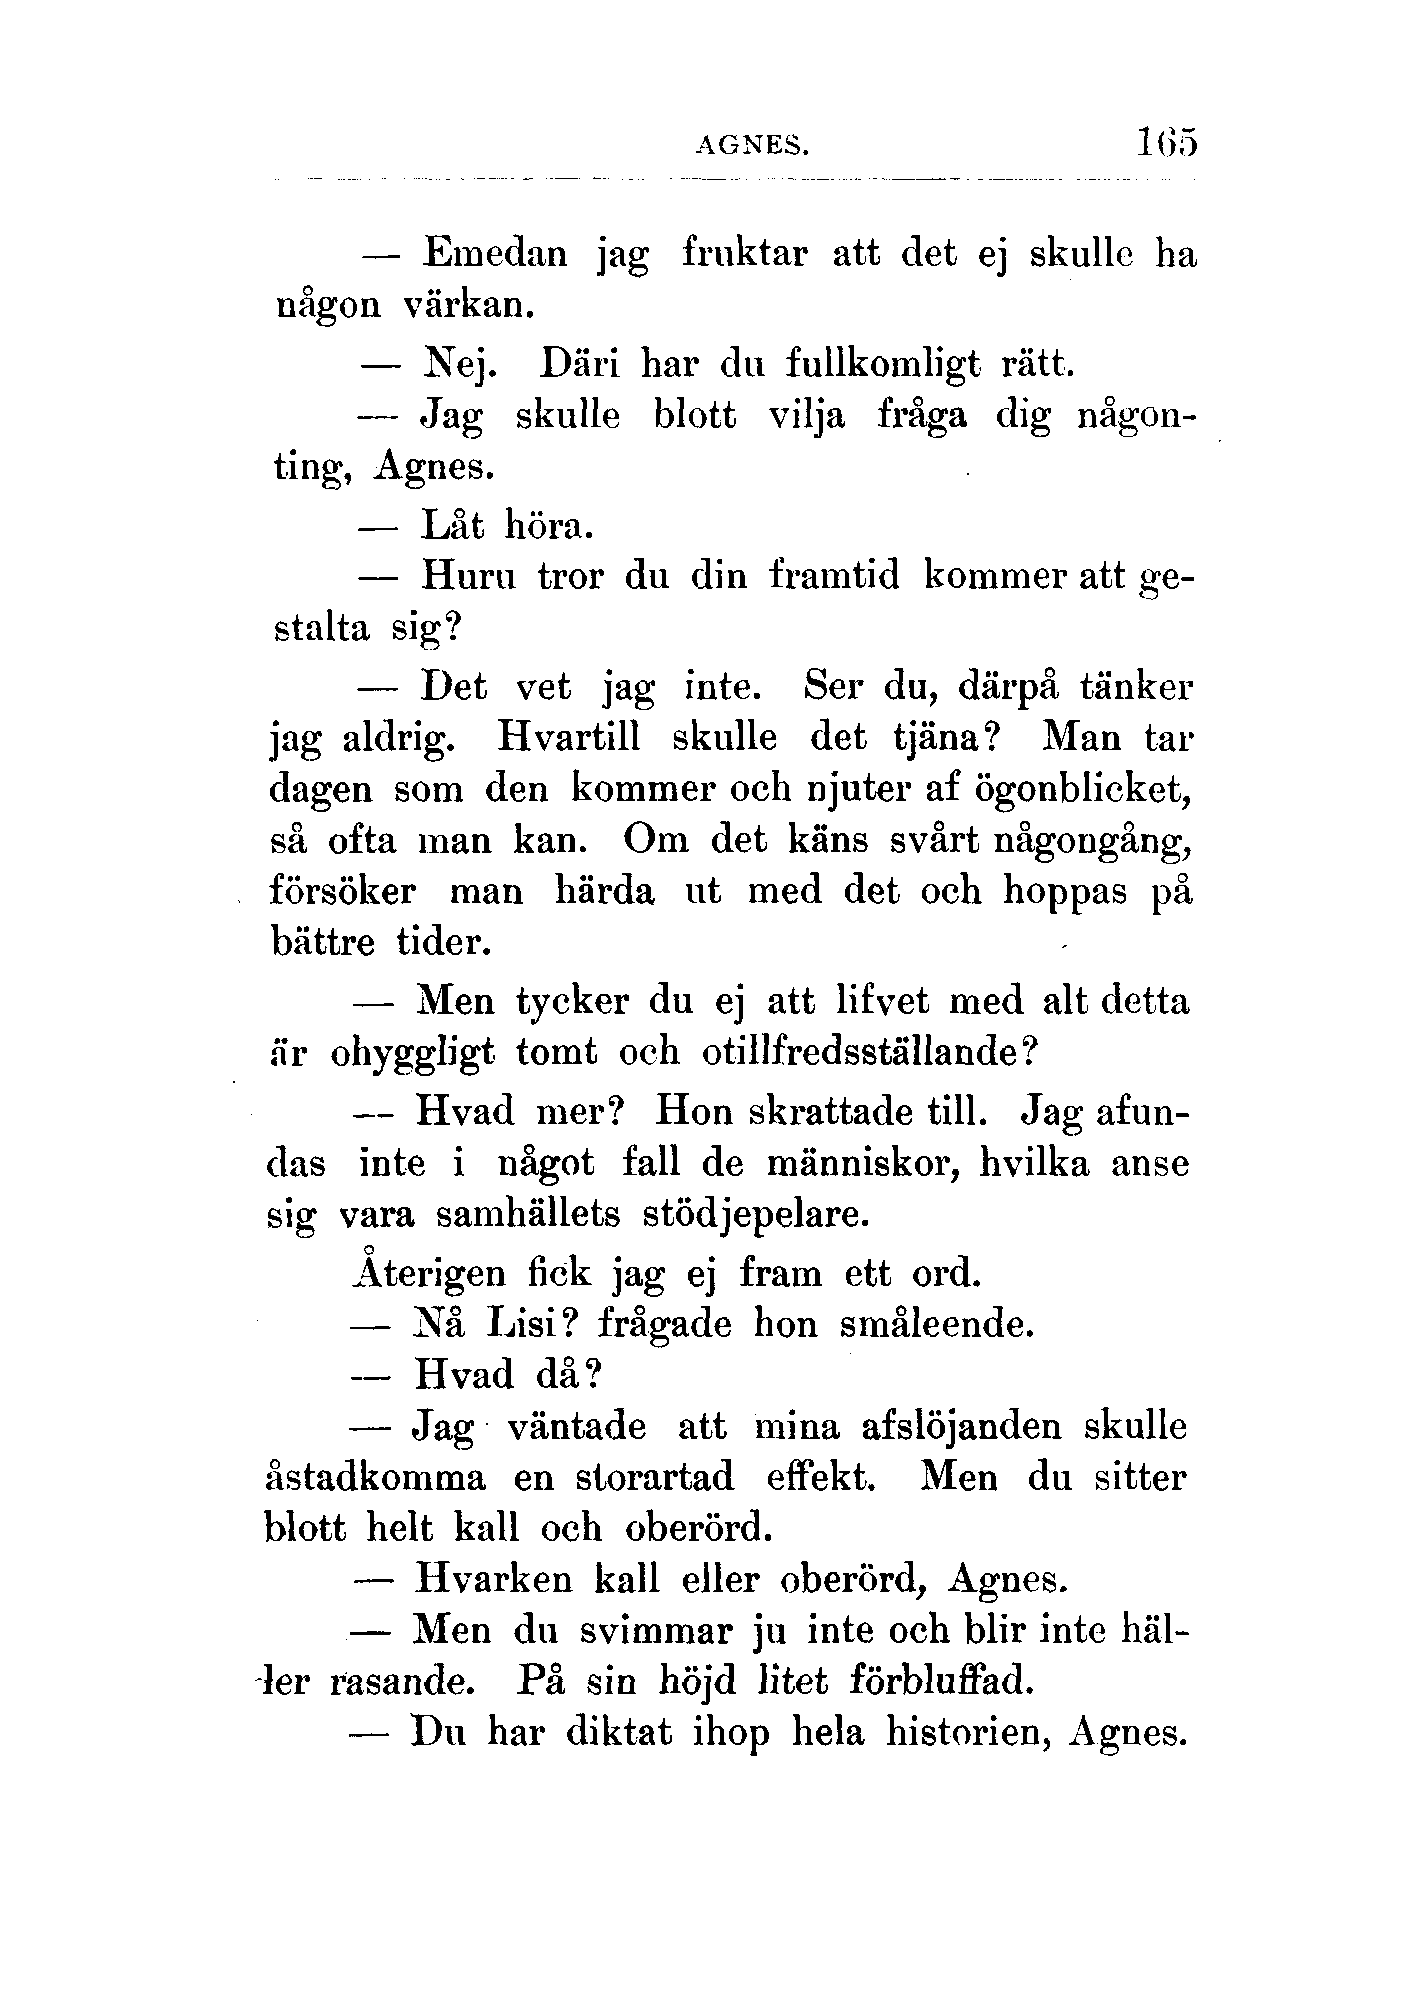 AGNES. 165
— Emedan jag fruktar att det ej skulle ha
någon värkan.
— Nej. Däri har du fullkomligt rätt.
— Jag skulle blott vilja fråga dig någon-
ting, Agnes.
— Låt höra.
— Huru tror du din framtid kommer att ge-
stalta sig?
— Det vet jag inte. Ser du, därpå tänker
jag aldrig. Hvartill skulle det tjäna? Man tar
dagen som den kommer och njuter af ögonblicket,
så ofta man kan. Om det käns svårt någongång,
försöker man härda ut med det och hoppas på
bättre tider.
— Men tycker du ej att lifvet med alt detta
är ohyggligt tomt och otillfredsställande?
— Hvad mer? Hon skrattade till. Jag afun-
das inte i något fall de människor, hvilka anse
sig vara samhällets stödjepelare.
Återigen fick jag ej fram ett ord.
— Nå Lisi? frågade hon småleende.
— Hvad då?
— Jag väntade att mina afslöjanden skulle
åstadkomma en storartad effekt. Men du sitter
blott helt kall och oberörd.
— Hvarken kall eller oberörd, Agnes.
— Men du svimmar ju inte och blir inte häl-
ler rasande. På sin höjd litet förbluffad.
— Du har diktat ihop hela historien, Agnes.